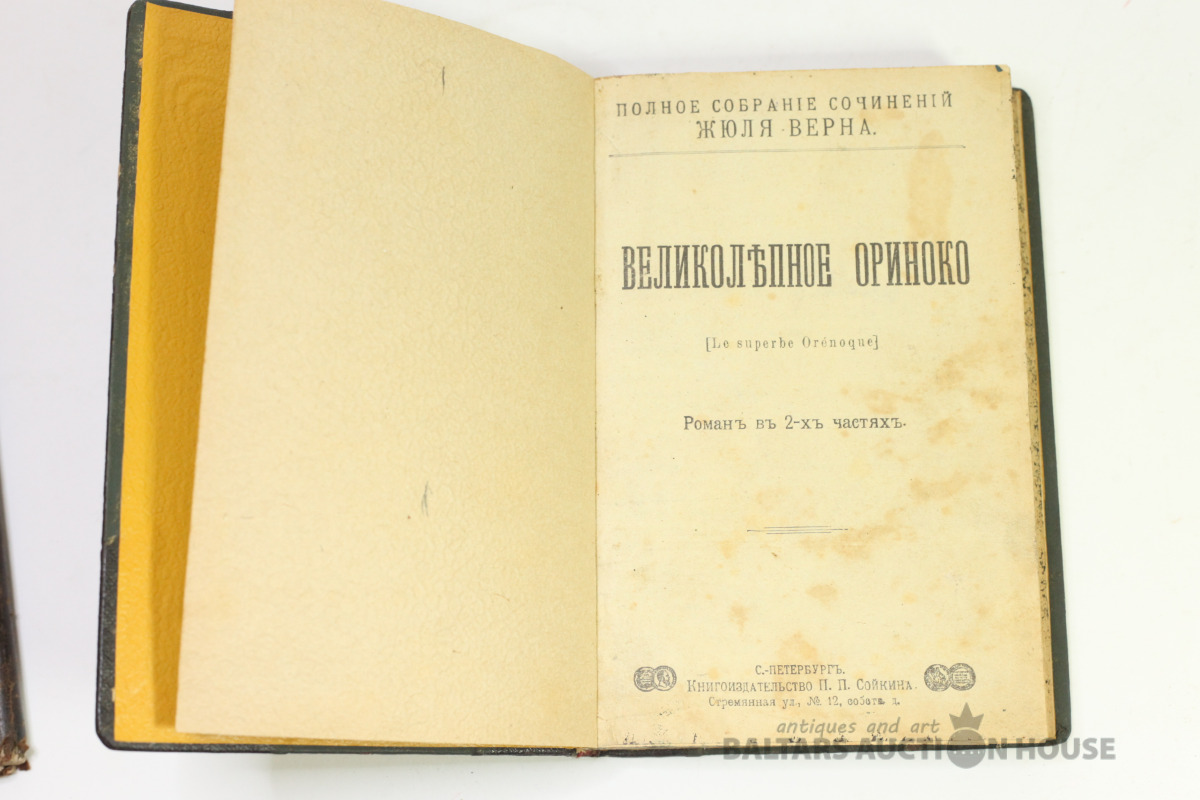 ПОЛНОЕ СОБРАНІЕ СОЧИНЕНІЙ
ЖЮЛЯ ВЕРНА.
ВЕЛИКОЛѢПНОЕ ОРИНОКО
[Le superbe Orénoque]
Романъ въ 2-хъ частяхъ.
С.-ПЕТЕРБУРГЪ.
Книгоиздательство П. П. Сойкина.
Стремянная ул., № 12, собств. д.
antiques and art
BALTARS AUCTION HOUSE